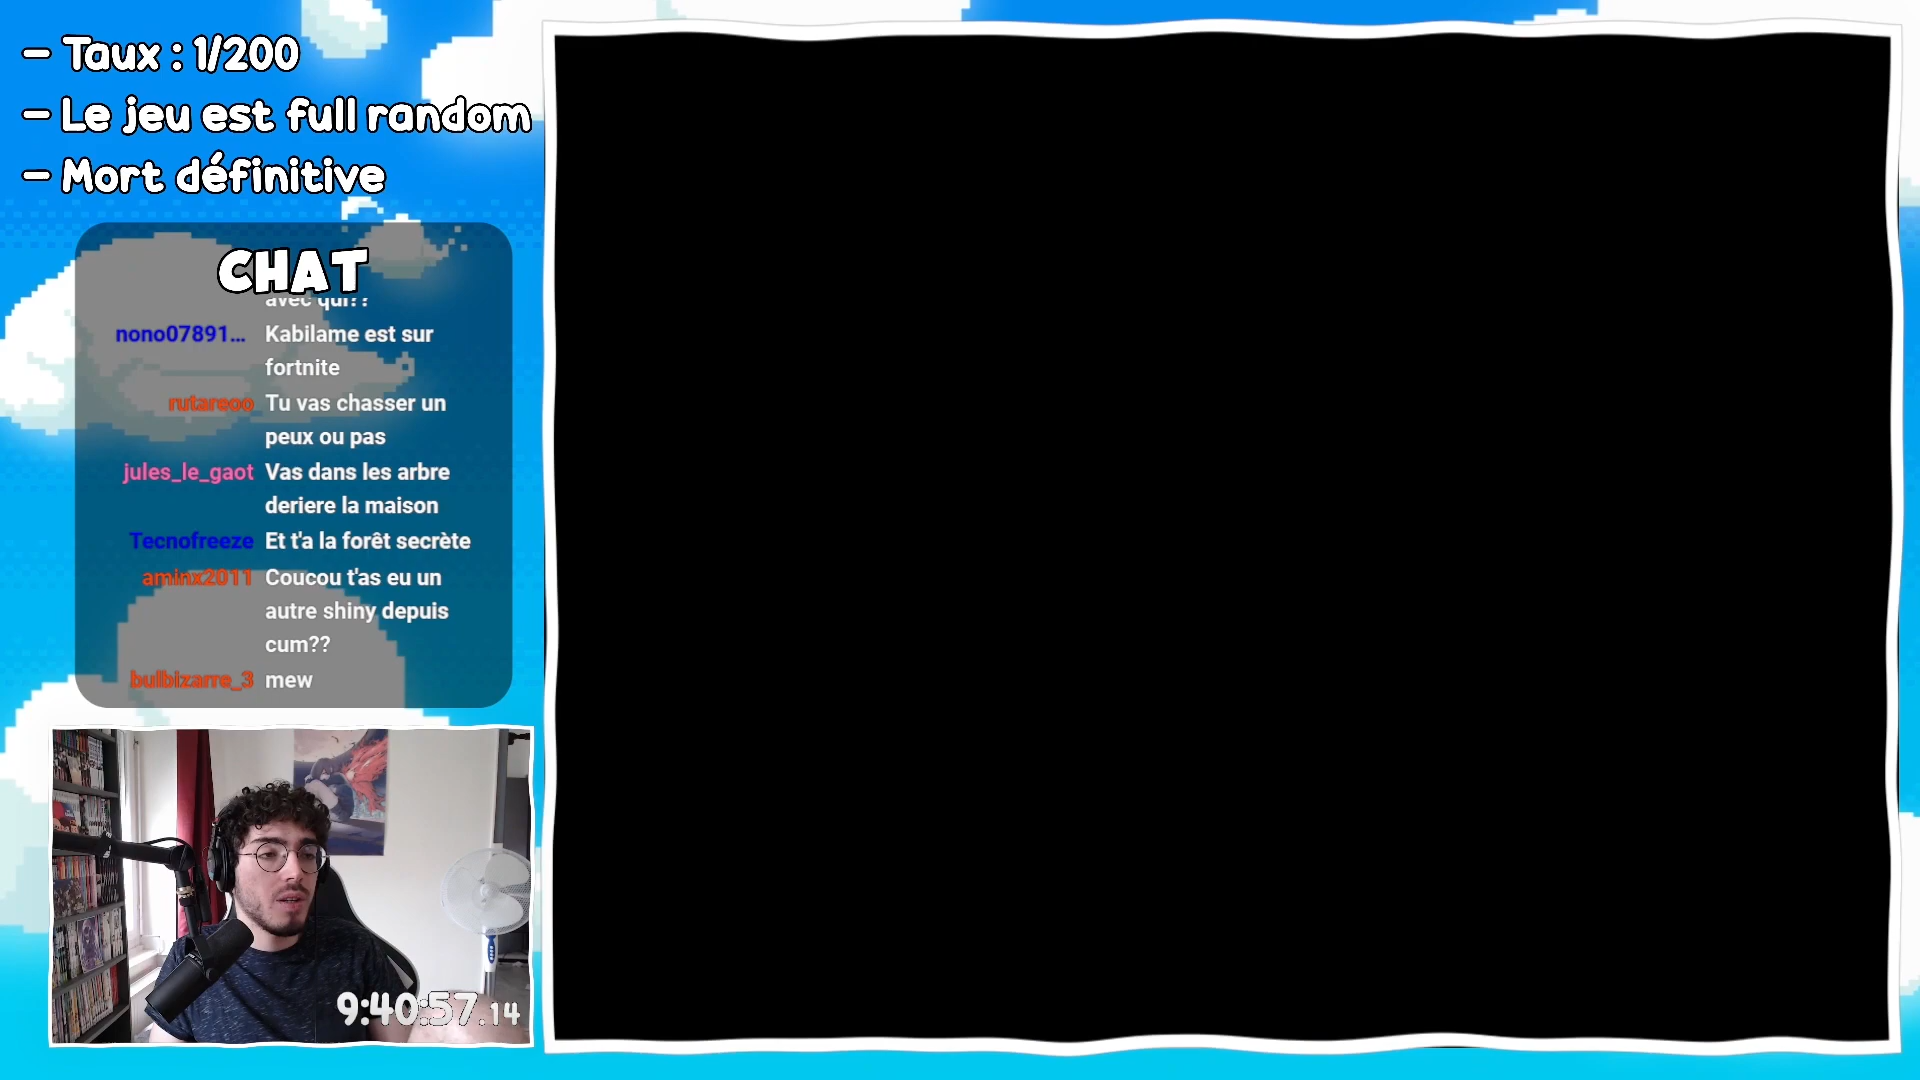 - Taux : 1/200
- Le jeu est full random
- Mort définitive
CHAT
avec qui??
nono07891... Kabilame est sur
fortnite
rutareoo Tu vas chasser un
peux ou pas
jules_le_gaot Vas dans les arbre
deriere la maison
Tecnofreeze Et t'a la forêt secrète
aminx2011 Coucou t'as eu un
autre shiny depuis
cum??
bulbizarre_3 mew
9:40:57.14